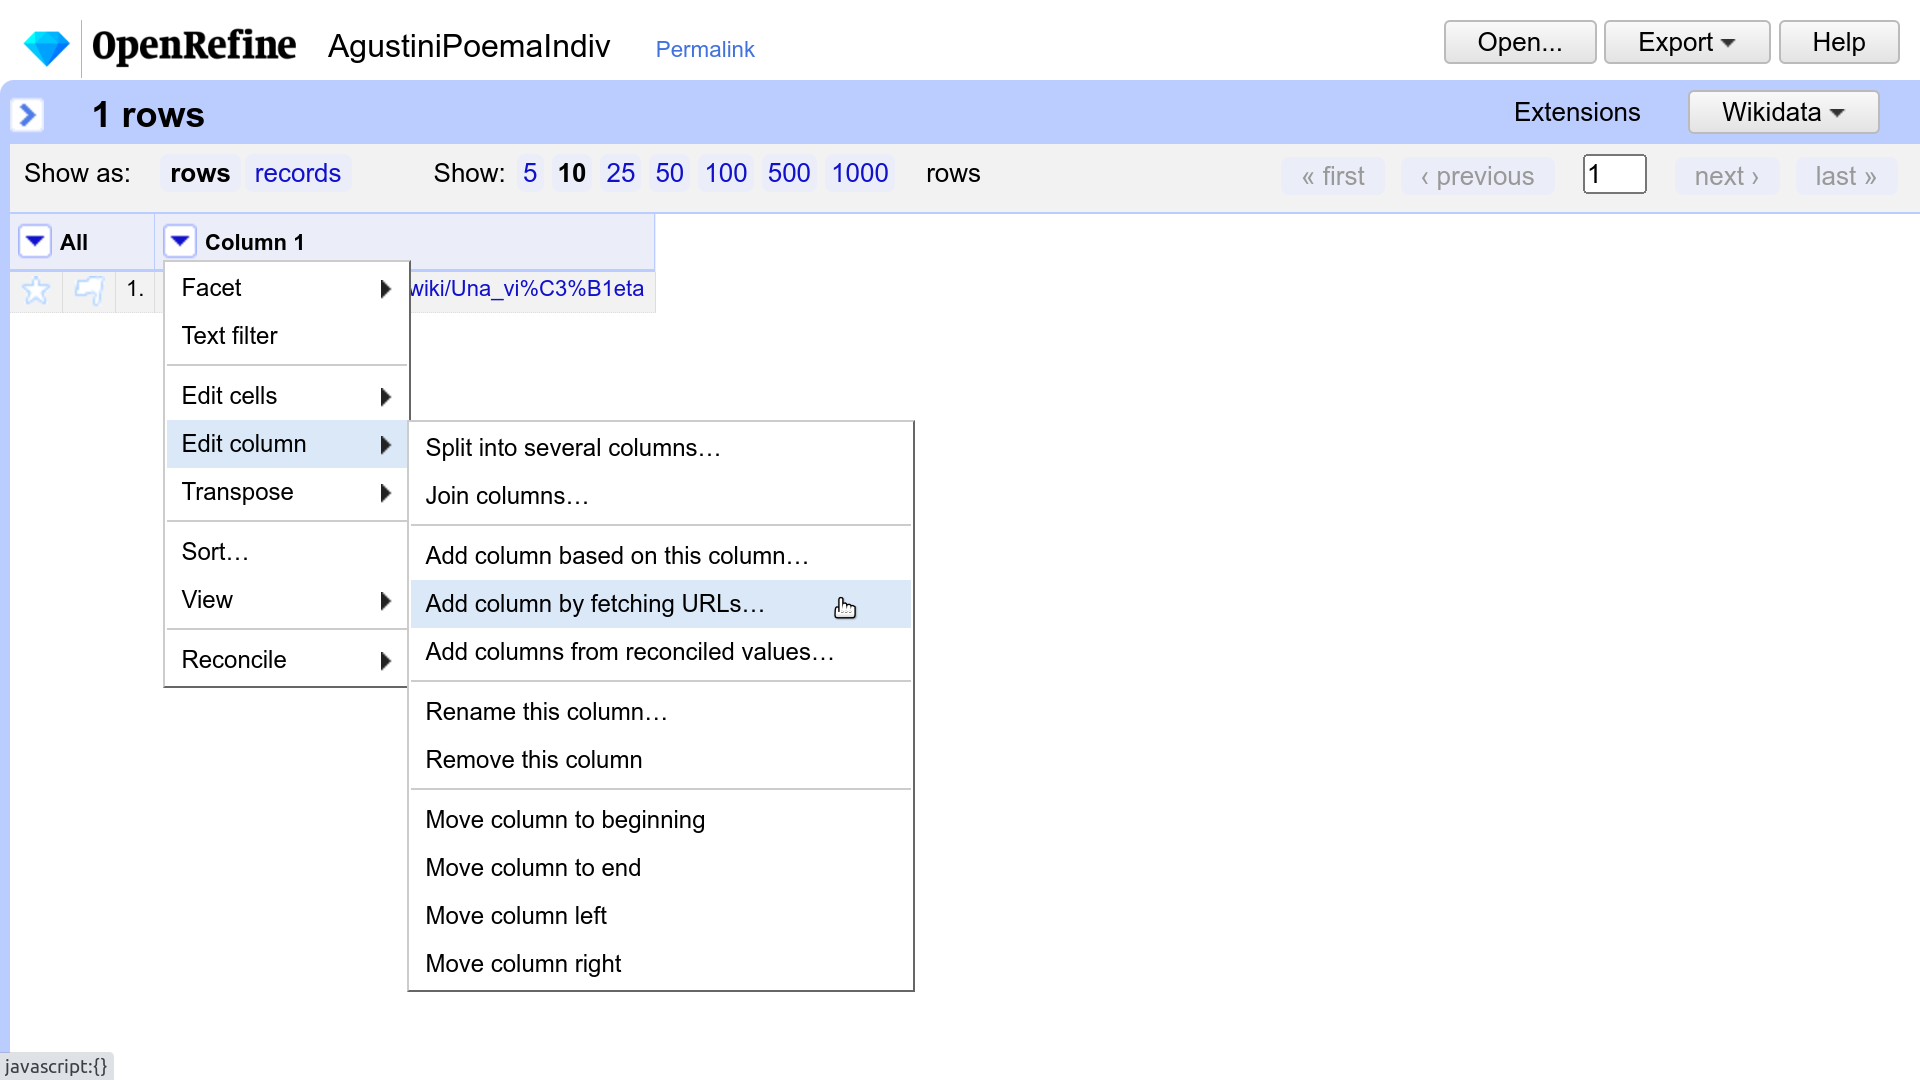 OpenRefine AgustiniPoemaIndiv Permalink Open... Export Help
1 rows Extensions Wikidata
Show as: rows records Show: 5 10 25 50 100 500 1000 rows « first ‹ previous 1 next › last »
All Column 1
1. wiki/Una_vi%C3%B1eta
Facet
Text filter
Edit cells
Edit column
Transpose
Sort…
View
Reconcile
Split into several columns…
Join columns…
Add column based on this column…
Add column by fetching URLs…
Add columns from reconciled values…
Rename this column…
Remove this column
Move column to beginning
Move column to end
Move column left
Move column right
javascript:{}